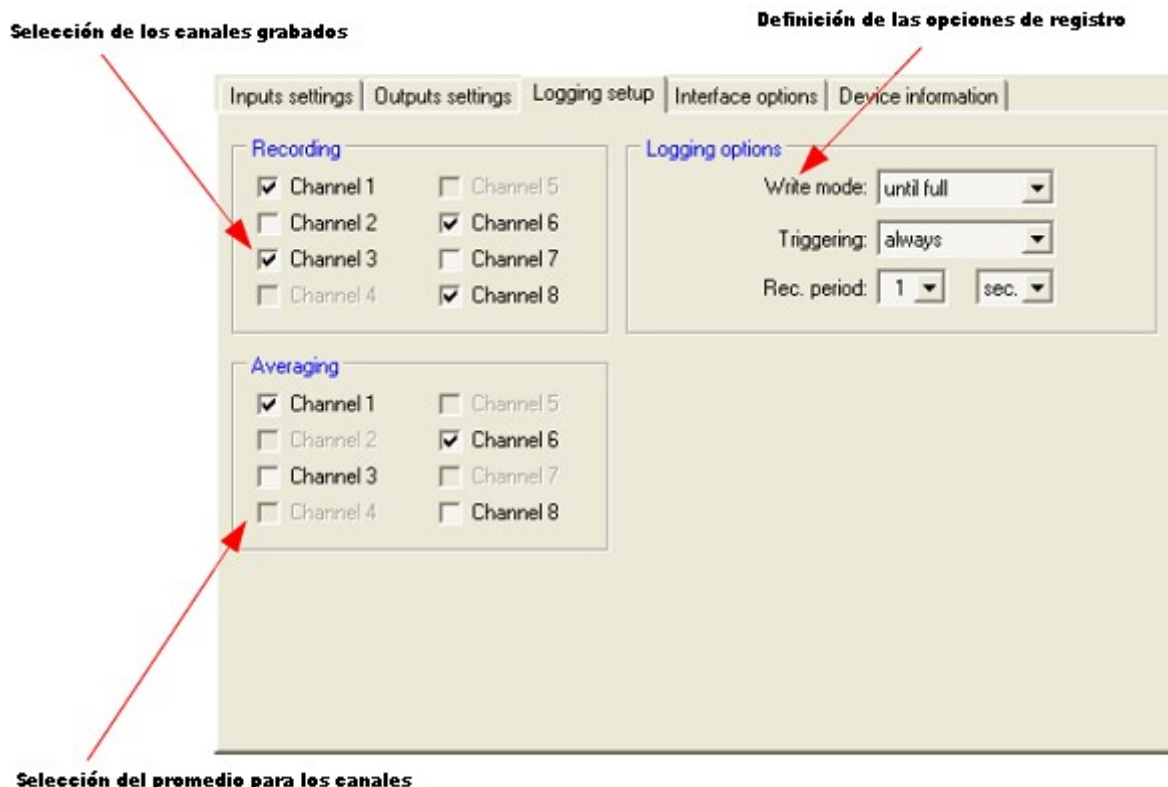 Definición de las opciones de registro
Selección de los canales grabados
Inputs settings
Outputs settings
Logging setup
Interface options
Device information
Recording
Channel 1
Channel 5
Channel 2
Channel 6
Channel 3
Channel 7
Channel 4
Channel 8
Logging options
Write mode: until full
Triggering: always
Rec. period: 1 sec.
Averaging
Channel 1
Channel 5
Channel 2
Channel 6
Channel 3
Channel 7
Channel 4
Channel 8
Selección del promedio para los canales